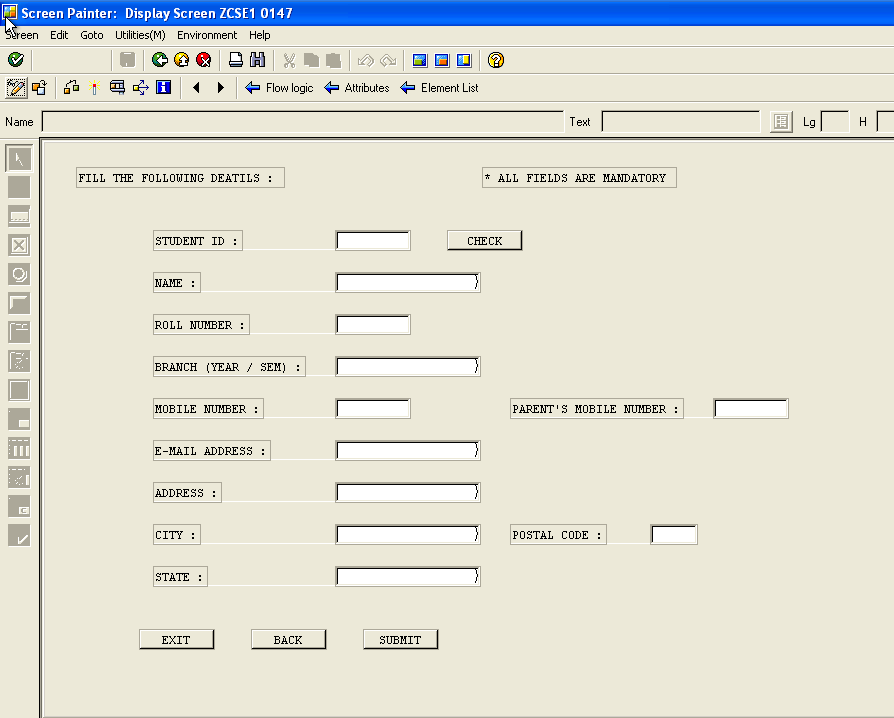 Screen Painter: Display Screen ZCSE1 0147
Screen Edit Goto Utilities(M) Environment Help
Flow logic Attributes Element List
Name Text Lg H
FILL THE FOLLOWING DEATILS : * ALL FIELDS ARE MANDATORY
STUDENT ID : CHECK
NAME :
ROLL NUMBER :
BRANCH (YEAR / SEM) :
MOBILE NUMBER : PARENT'S MOBILE NUMBER :
E-MAIL ADDRESS :
ADDRESS :
CITY : POSTAL CODE :
STATE :
EXIT BACK SUBMIT